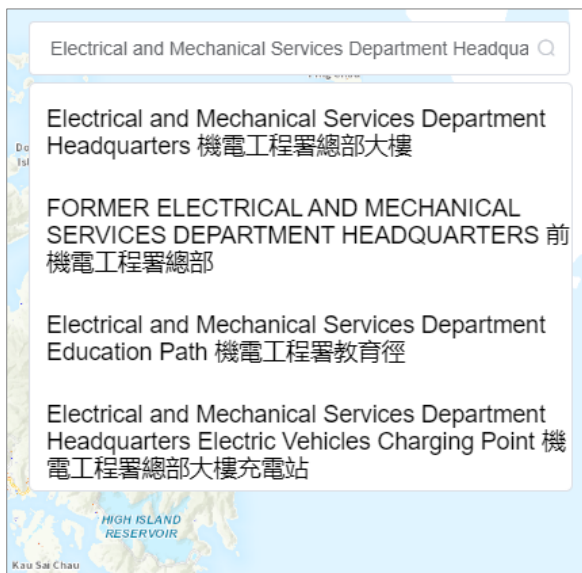 Electrical and Mechanical Services Department Headqua
Electrical and Mechanical Services Department
Headquarters 機電工程署總部大樓
FORMER ELECTRICAL AND MECHANICAL
SERVICES DEPARTMENT HEADQUARTERS 前
機電工程署總部
Electrical and Mechanical Services Department
Education Path 機電工程署教育徑
Electrical and Mechanical Services Department
Headquarters Electric Vehicles Charging Point 機
電工程署總部大樓充電站
HIGH ISLAND
RESERVOIR
Kau Sai Chau